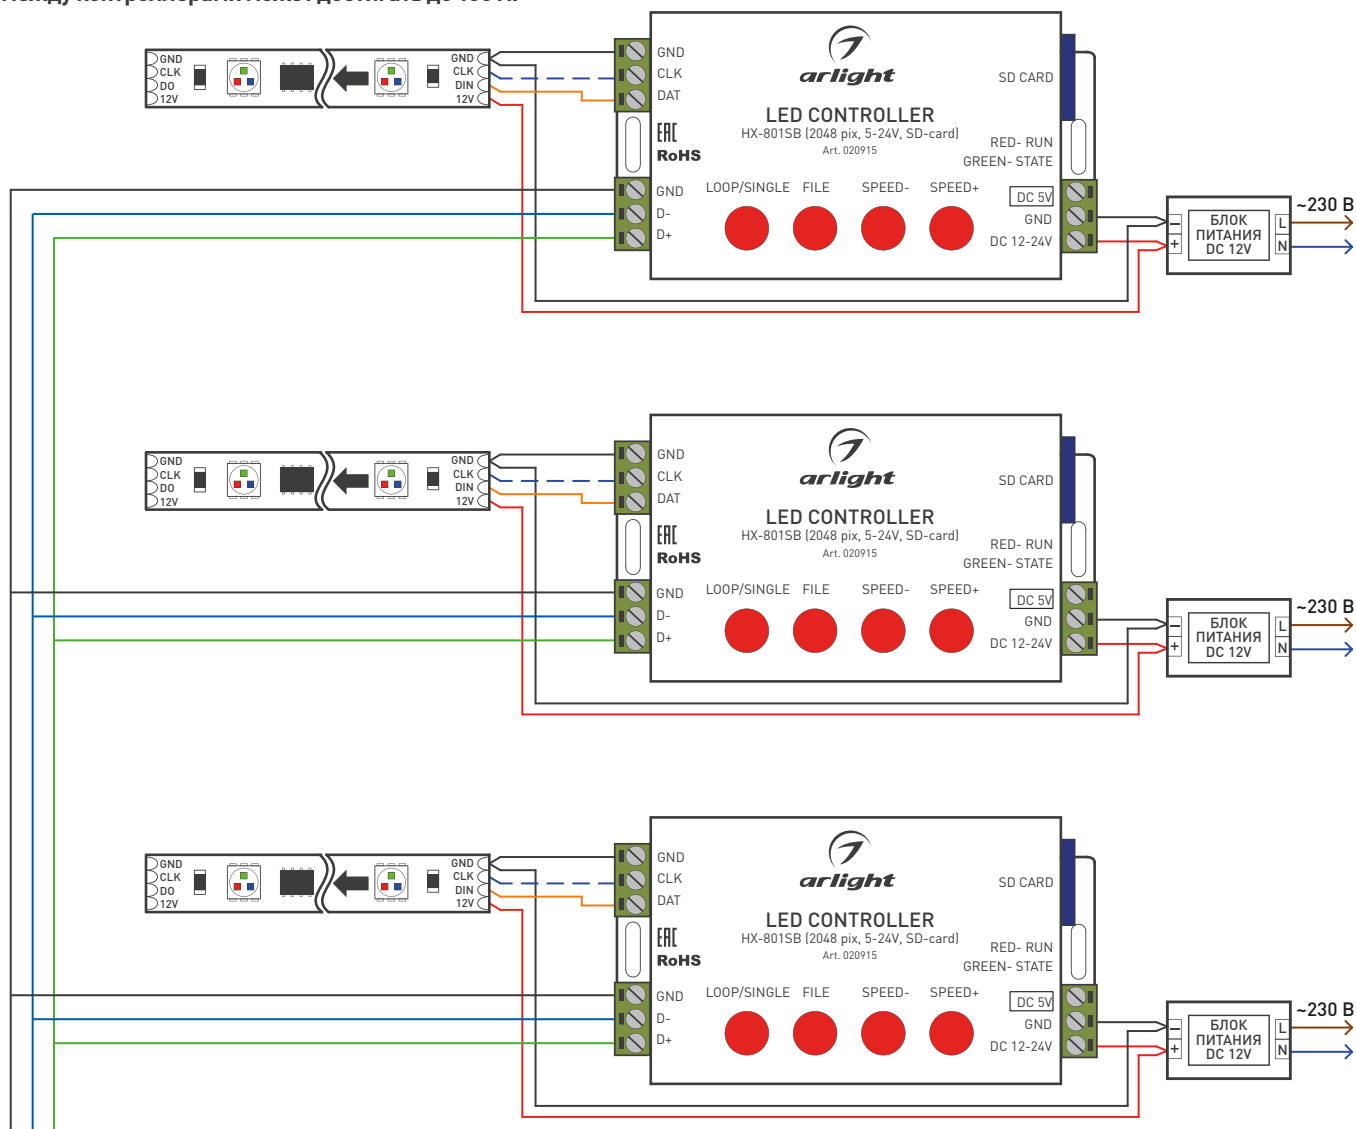 GND
CLK
DO
12V
GND
CLK
DIN
12V
GND
CLK
DAT
arlight
SD CARD
LED CONTROLLER
HX-801SB (2048 pix, 5-24V, SD-card)
Art. 020915
EAC
RoHS
RED- RUN
GREEN- STATE
GND
D-
D+
LOOP/SINGLE FILE SPEED- SPEED+
DC 5V
GND
DC 12-24V
–
+
БЛОК
ПИТАНИЯ
DC 12V
L
N
~230 В
GND
CLK
DO
12V
GND
CLK
DIN
12V
GND
CLK
DAT
arlight
SD CARD
LED CONTROLLER
HX-801SB (2048 pix, 5-24V, SD-card)
Art. 020915
EAC
RoHS
RED- RUN
GREEN- STATE
GND
D-
D+
LOOP/SINGLE FILE SPEED- SPEED+
DC 5V
GND
DC 12-24V
–
+
БЛОК
ПИТАНИЯ
DC 12V
L
N
~230 В
GND
CLK
DO
12V
GND
CLK
DIN
12V
GND
CLK
DAT
arlight
SD CARD
LED CONTROLLER
HX-801SB (2048 pix, 5-24V, SD-card)
Art. 020915
EAC
RoHS
RED- RUN
GREEN- STATE
GND
D-
D+
LOOP/SINGLE FILE SPEED- SPEED+
DC 5V
GND
DC 12-24V
–
+
БЛОК
ПИТАНИЯ
DC 12V
L
N
~230 В